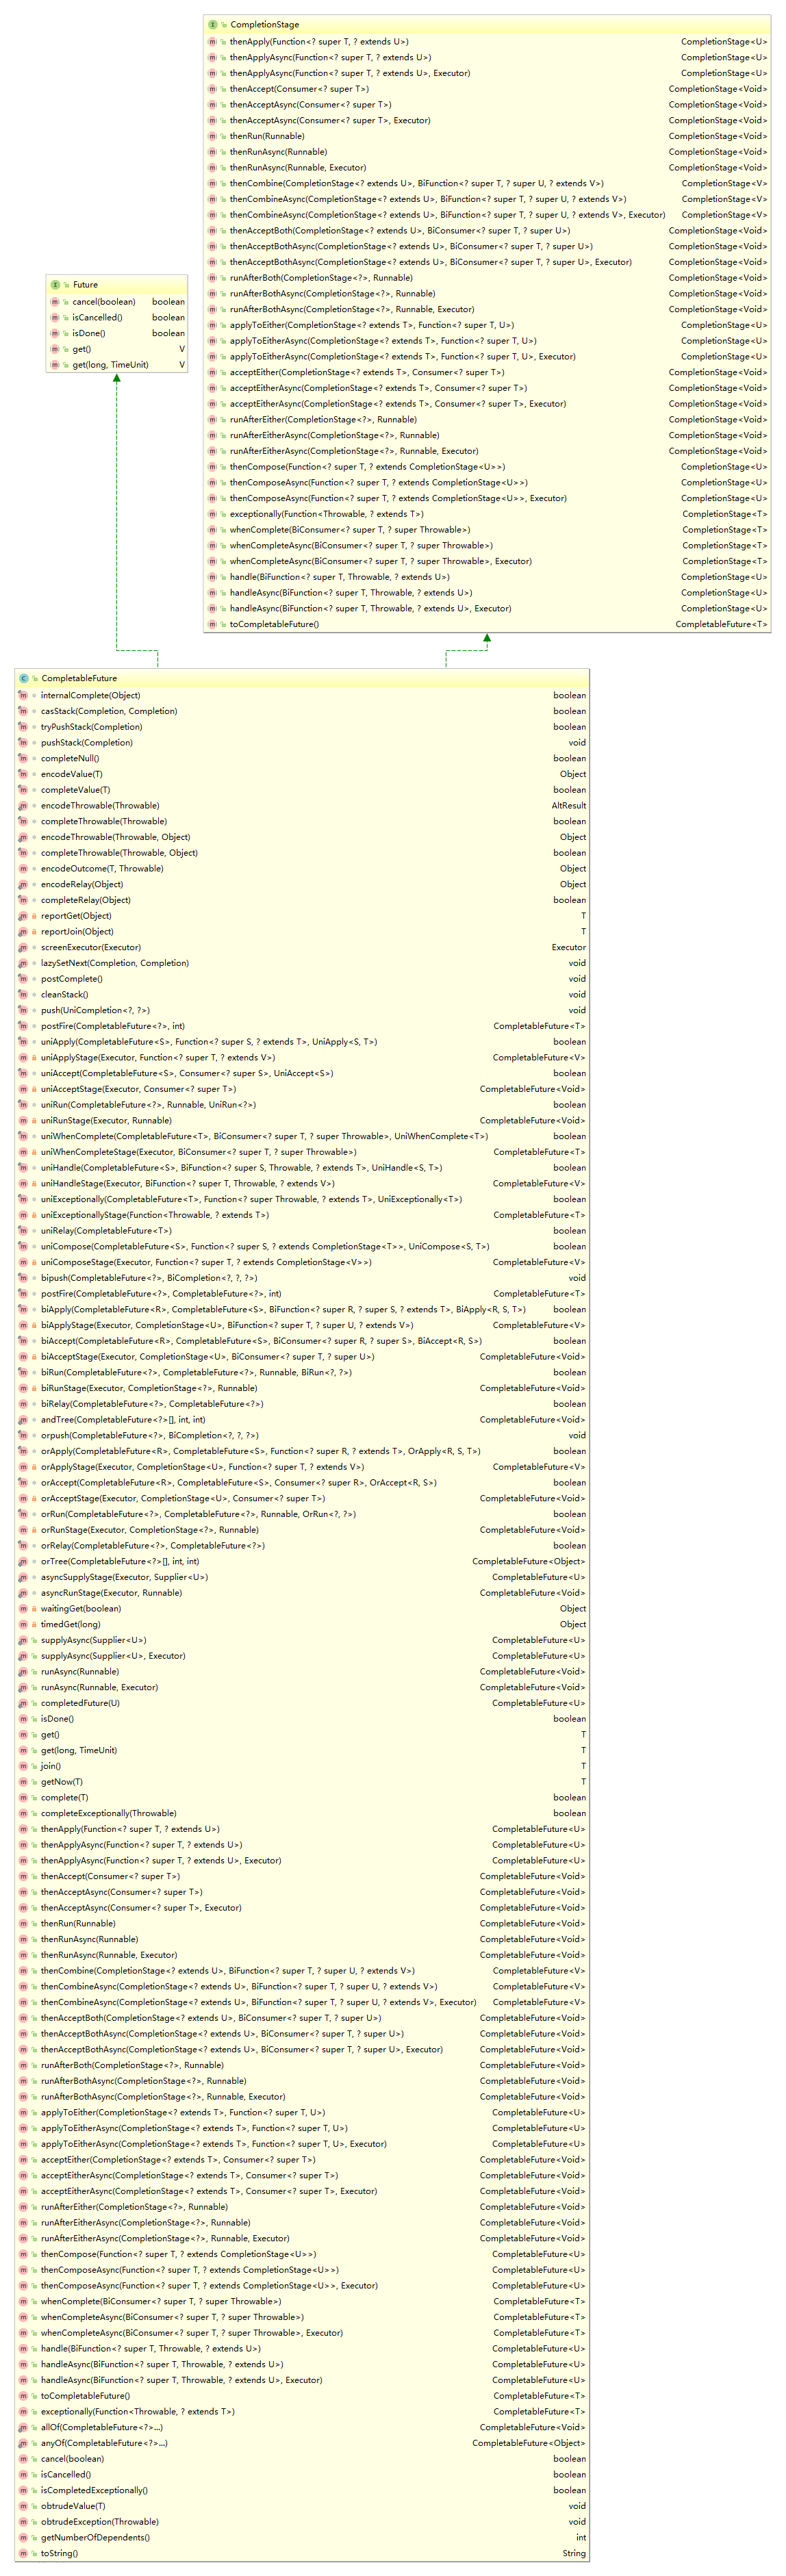 CompletionStage
thenApply(Function<? super T, ? extends U>) CompletionStage<U>
thenApplyAsync(Function<? super T, ? extends U>) CompletionStage<U>
thenApplyAsync(Function<? super T, ? extends U>, Executor) CompletionStage<U>
thenAccept(Consumer<? super T>) CompletionStage<Void>
thenAcceptAsync(Consumer<? super T>) CompletionStage<Void>
thenAcceptAsync(Consumer<? super T>, Executor) CompletionStage<Void>
thenRun(Runnable) CompletionStage<Void>
thenRunAsync(Runnable) CompletionStage<Void>
thenRunAsync(Runnable, Executor) CompletionStage<Void>
thenCombine(CompletionStage<? extends U>, BiFunction<? super T, ? super U, ? extends V>) CompletionStage<V>
thenCombineAsync(CompletionStage<? extends U>, BiFunction<? super T, ? super U, ? extends V>) CompletionStage<V>
thenCombineAsync(CompletionStage<? extends U>, BiFunction<? super T, ? super U, ? extends V>, Executor) CompletionStage<V>
thenAcceptBoth(CompletionStage<? extends U>, BiConsumer<? super T, ? super U>) CompletionStage<Void>
thenAcceptBothAsync(CompletionStage<? extends U>, BiConsumer<? super T, ? super U>) CompletionStage<Void>
thenAcceptBothAsync(CompletionStage<? extends U>, BiConsumer<? super T, ? super U>, Executor) CompletionStage<Void>
runAfterBoth(CompletionStage<?>, Runnable) CompletionStage<Void>
runAfterBothAsync(CompletionStage<?>, Runnable) CompletionStage<Void>
runAfterBothAsync(CompletionStage<?>, Runnable, Executor) CompletionStage<Void>
applyToEither(CompletionStage<? extends T>, Function<? super T, U>) CompletionStage<U>
applyToEitherAsync(CompletionStage<? extends T>, Function<? super T, U>) CompletionStage<U>
applyToEitherAsync(CompletionStage<? extends T>, Function<? super T, U>, Executor) CompletionStage<U>
acceptEither(CompletionStage<? extends T>, Consumer<? super T>) CompletionStage<Void>
acceptEitherAsync(CompletionStage<? extends T>, Consumer<? super T>) CompletionStage<Void>
acceptEitherAsync(CompletionStage<? extends T>, Consumer<? super T>, Executor) CompletionStage<Void>
runAfterEither(CompletionStage<?>, Runnable) CompletionStage<Void>
runAfterEitherAsync(CompletionStage<?>, Runnable) CompletionStage<Void>
runAfterEitherAsync(CompletionStage<?>, Runnable, Executor) CompletionStage<Void>
thenCompose(Function<? super T, ? extends CompletionStage<U>>) CompletionStage<U>
thenComposeAsync(Function<? super T, ? extends CompletionStage<U>>) CompletionStage<U>
thenComposeAsync(Function<? super T, ? extends CompletionStage<U>>, Executor) CompletionStage<U>
exceptionally(Function<Throwable, ? extends T>) CompletionStage<T>
whenComplete(BiConsumer<? super T, ? super Throwable>) CompletionStage<T>
whenCompleteAsync(BiConsumer<? super T, ? super Throwable>) CompletionStage<T>
whenCompleteAsync(BiConsumer<? super T, ? super Throwable>, Executor) CompletionStage<T>
handle(BiFunction<? super T, Throwable, ? extends U>) CompletionStage<U>
handleAsync(BiFunction<? super T, Throwable, ? extends U>) CompletionStage<U>
handleAsync(BiFunction<? super T, Throwable, ? extends U>, Executor) CompletionStage<U>
toCompletableFuture() CompletableFuture<T>
Future
cancel(boolean) boolean
isCancelled() boolean
isDone() boolean
get() V
get(long, TimeUnit) V
CompletableFuture
internalComplete(Object) boolean
casStack(Completion, Completion) boolean
tryPushStack(Completion) boolean
pushStack(Completion) void
completeNull() boolean
encodeValue(T) Object
completeValue(T) boolean
encodeThrowable(Throwable) AltResult
completeThrowable(Throwable) boolean
encodeThrowable(Throwable, Object) Object
completeThrowable(Throwable, Object) boolean
encodeOutcome(T, Throwable) Object
encodeRelay(Object) Object
completeRelay(Object) boolean
reportGet(Object) T
reportJoin(Object) T
screenExecutor(Executor) Executor
lazySetNext(Completion, Completion) void
postComplete() void
cleanStack() void
push(UniCompletion<?, ?>) void
postFire(CompletableFuture<?>, int) CompletableFuture<T>
uniApply(CompletableFuture<S>, Function<? super S, ? extends T>, UniApply<S, T>) boolean
uniApplyStage(Executor, Function<? super T, ? extends V>) CompletableFuture<V>
uniAccept(CompletableFuture<S>, Consumer<? super S>, UniAccept<S>) boolean
uniAcceptStage(Executor, Consumer<? super T>) CompletableFuture<Void>
uniRun(CompletableFuture<?>, Runnable, UniRun<?>) boolean
uniRunStage(Executor, Runnable) CompletableFuture<Void>
uniWhenComplete(CompletableFuture<T>, BiConsumer<? super T, ? super Throwable>, UniWhenComplete<T>) boolean
uniWhenCompleteStage(Executor, BiConsumer<? super T, ? super Throwable>) CompletableFuture<T>
uniHandle(CompletableFuture<S>, BiFunction<? super S, Throwable, ? extends T>, UniHandle<S, T>) boolean
uniHandleStage(Executor, BiFunction<? super T, Throwable, ? extends V>) CompletableFuture<V>
uniExceptionally(CompletableFuture<T>, Function<? super Throwable, ? extends T>, UniExceptionally<T>) boolean
uniExceptionallyStage(Function<Throwable, ? extends T>) CompletableFuture<T>
uniRelay(CompletableFuture<T>) boolean
uniCompose(CompletableFuture<S>, Function<? super S, ? extends CompletionStage<T>>, UniCompose<S, T>) boolean
uniComposeStage(Executor, Function<? super T, ? extends CompletionStage<V>>) CompletableFuture<V>
bipush(CompletableFuture<?>, BiCompletion<?, ?, ?>) void
postFire(CompletableFuture<?>, CompletableFuture<?>, int) CompletableFuture<T>
biApply(CompletableFuture<R>, CompletableFuture<S>, BiFunction<? super R, ? super S, ? extends T>, BiApply<R, S, T>) boolean
biApplyStage(Executor, CompletionStage<U>, BiFunction<? super T, ? super U, ? extends V>) CompletableFuture<V>
biAccept(CompletableFuture<R>, CompletableFuture<S>, BiConsumer<? super R, ? super S>, BiAccept<R, S>) boolean
biAcceptStage(Executor, CompletionStage<U>, BiConsumer<? super T, ? super U>) CompletableFuture<Void>
biRun(CompletableFuture<?>, CompletableFuture<?>, Runnable, BiRun<?, ?>) boolean
biRunStage(Executor, CompletionStage<?>, Runnable) CompletableFuture<Void>
biRelay(CompletableFuture<?>, CompletableFuture<?>) boolean
andTree(CompletableFuture<?>[], int, int) CompletableFuture<Void>
orpush(CompletableFuture<?>, BiCompletion<?, ?, ?>) void
orApply(CompletableFuture<R>, CompletableFuture<S>, Function<? super R, ? extends T>, OrApply<R, S, T>) boolean
orApplyStage(Executor, CompletionStage<U>, Function<? super T, ? extends V>) CompletableFuture<V>
orAccept(CompletableFuture<R>, CompletableFuture<S>, Consumer<? super R>, OrAccept<R, S>) boolean
orAcceptStage(Executor, CompletionStage<U>, Consumer<? super T>) CompletableFuture<Void>
orRun(CompletableFuture<?>, CompletableFuture<?>, Runnable, OrRun<?, ?>) boolean
orRunStage(Executor, CompletionStage<?>, Runnable) CompletableFuture<Void>
orRelay(CompletableFuture<?>, CompletableFuture<?>) boolean
orTree(CompletableFuture<?>[], int, int) CompletableFuture<Object>
asyncSupplyStage(Executor, Supplier<U>) CompletableFuture<U>
asyncRunStage(Executor, Runnable) CompletableFuture<Void>
waitingGet(boolean) Object
timedGet(long) Object
supplyAsync(Supplier<U>) CompletableFuture<U>
supplyAsync(Supplier<U>, Executor) CompletableFuture<U>
runAsync(Runnable) CompletableFuture<Void>
runAsync(Runnable, Executor) CompletableFuture<Void>
completedFuture(U) CompletableFuture<U>
isDone() boolean
get() T
get(long, TimeUnit) T
join() T
getNow(T) T
complete(T) boolean
completeExceptionally(Throwable) boolean
thenApply(Function<? super T, ? extends U>) CompletableFuture<U>
thenApplyAsync(Function<? super T, ? extends U>) CompletableFuture<U>
thenApplyAsync(Function<? super T, ? extends U>, Executor) CompletableFuture<U>
thenAccept(Consumer<? super T>) CompletableFuture<Void>
thenAcceptAsync(Consumer<? super T>) CompletableFuture<Void>
thenAcceptAsync(Consumer<? super T>, Executor) CompletableFuture<Void>
thenRun(Runnable) CompletableFuture<Void>
thenRunAsync(Runnable) CompletableFuture<Void>
thenRunAsync(Runnable, Executor) CompletableFuture<Void>
thenCombine(CompletionStage<? extends U>, BiFunction<? super T, ? super U, ? extends V>) CompletableFuture<V>
thenCombineAsync(CompletionStage<? extends U>, BiFunction<? super T, ? super U, ? extends V>) CompletableFuture<V>
thenCombineAsync(CompletionStage<? extends U>, BiFunction<? super T, ? super U, ? extends V>, Executor) CompletableFuture<V>
thenAcceptBoth(CompletionStage<? extends U>, BiConsumer<? super T, ? super U>) CompletableFuture<Void>
thenAcceptBothAsync(CompletionStage<? extends U>, BiConsumer<? super T, ? super U>) CompletableFuture<Void>
thenAcceptBothAsync(CompletionStage<? extends U>, BiConsumer<? super T, ? super U>, Executor) CompletableFuture<Void>
runAfterBoth(CompletionStage<?>, Runnable) CompletableFuture<Void>
runAfterBothAsync(CompletionStage<?>, Runnable) CompletableFuture<Void>
runAfterBothAsync(CompletionStage<?>, Runnable, Executor) CompletableFuture<Void>
applyToEither(CompletionStage<? extends T>, Function<? super T, U>) CompletableFuture<U>
applyToEitherAsync(CompletionStage<? extends T>, Function<? super T, U>) CompletableFuture<U>
applyToEitherAsync(CompletionStage<? extends T>, Function<? super T, U>, Executor) CompletableFuture<U>
acceptEither(CompletionStage<? extends T>, Consumer<? super T>) CompletableFuture<Void>
acceptEitherAsync(CompletionStage<? extends T>, Consumer<? super T>) CompletableFuture<Void>
acceptEitherAsync(CompletionStage<? extends T>, Consumer<? super T>, Executor) CompletableFuture<Void>
runAfterEither(CompletionStage<?>, Runnable) CompletableFuture<Void>
runAfterEitherAsync(CompletionStage<?>, Runnable) CompletableFuture<Void>
runAfterEitherAsync(CompletionStage<?>, Runnable, Executor) CompletableFuture<Void>
thenCompose(Function<? super T, ? extends CompletionStage<U>>) CompletableFuture<U>
thenComposeAsync(Function<? super T, ? extends CompletionStage<U>>) CompletableFuture<U>
thenComposeAsync(Function<? super T, ? extends CompletionStage<U>>, Executor) CompletableFuture<U>
whenComplete(BiConsumer<? super T, ? super Throwable>) CompletableFuture<T>
whenCompleteAsync(BiConsumer<? super T, ? super Throwable>) CompletableFuture<T>
whenCompleteAsync(BiConsumer<? super T, ? super Throwable>, Executor) CompletableFuture<T>
handle(BiFunction<? super T, Throwable, ? extends U>) CompletableFuture<U>
handleAsync(BiFunction<? super T, Throwable, ? extends U>) CompletableFuture<U>
handleAsync(BiFunction<? super T, Throwable, ? extends U>, Executor) CompletableFuture<U>
toCompletableFuture() CompletableFuture<T>
exceptionally(Function<Throwable, ? extends T>) CompletableFuture<T>
allOf(CompletableFuture<?>...) CompletableFuture<Void>
anyOf(CompletableFuture<?>...) CompletableFuture<Object>
cancel(boolean) boolean
isCancelled() boolean
isCompletedExceptionally() boolean
obtrudeValue(T) void
obtrudeException(Throwable) void
getNumberOfDependents() int
toString() String